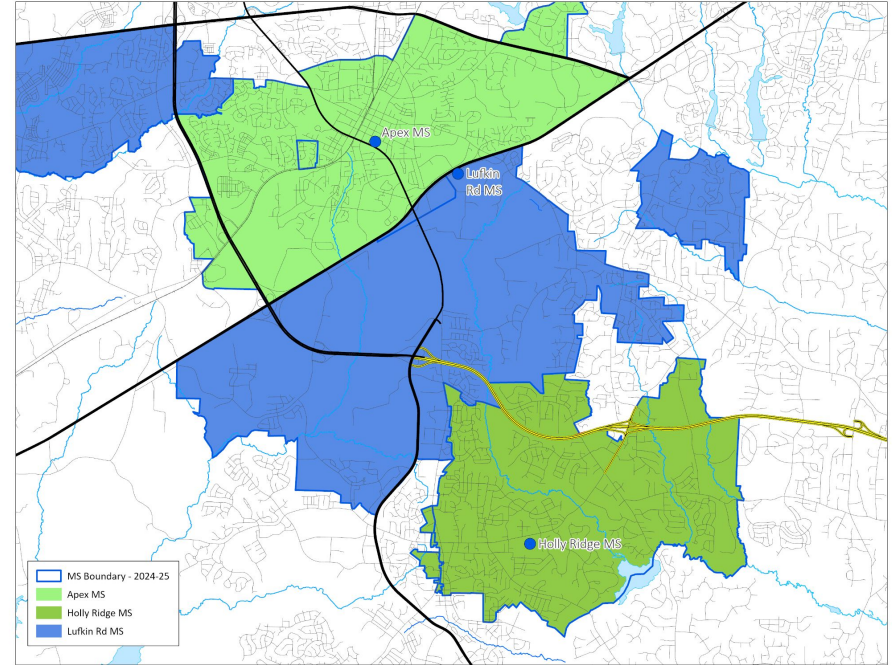 Apex MS
Lufkin
Rd MS
Holly Ridge MS
MS Boundary - 2024-25
Apex MS
Holly Ridge MS
Lufkin Rd MS